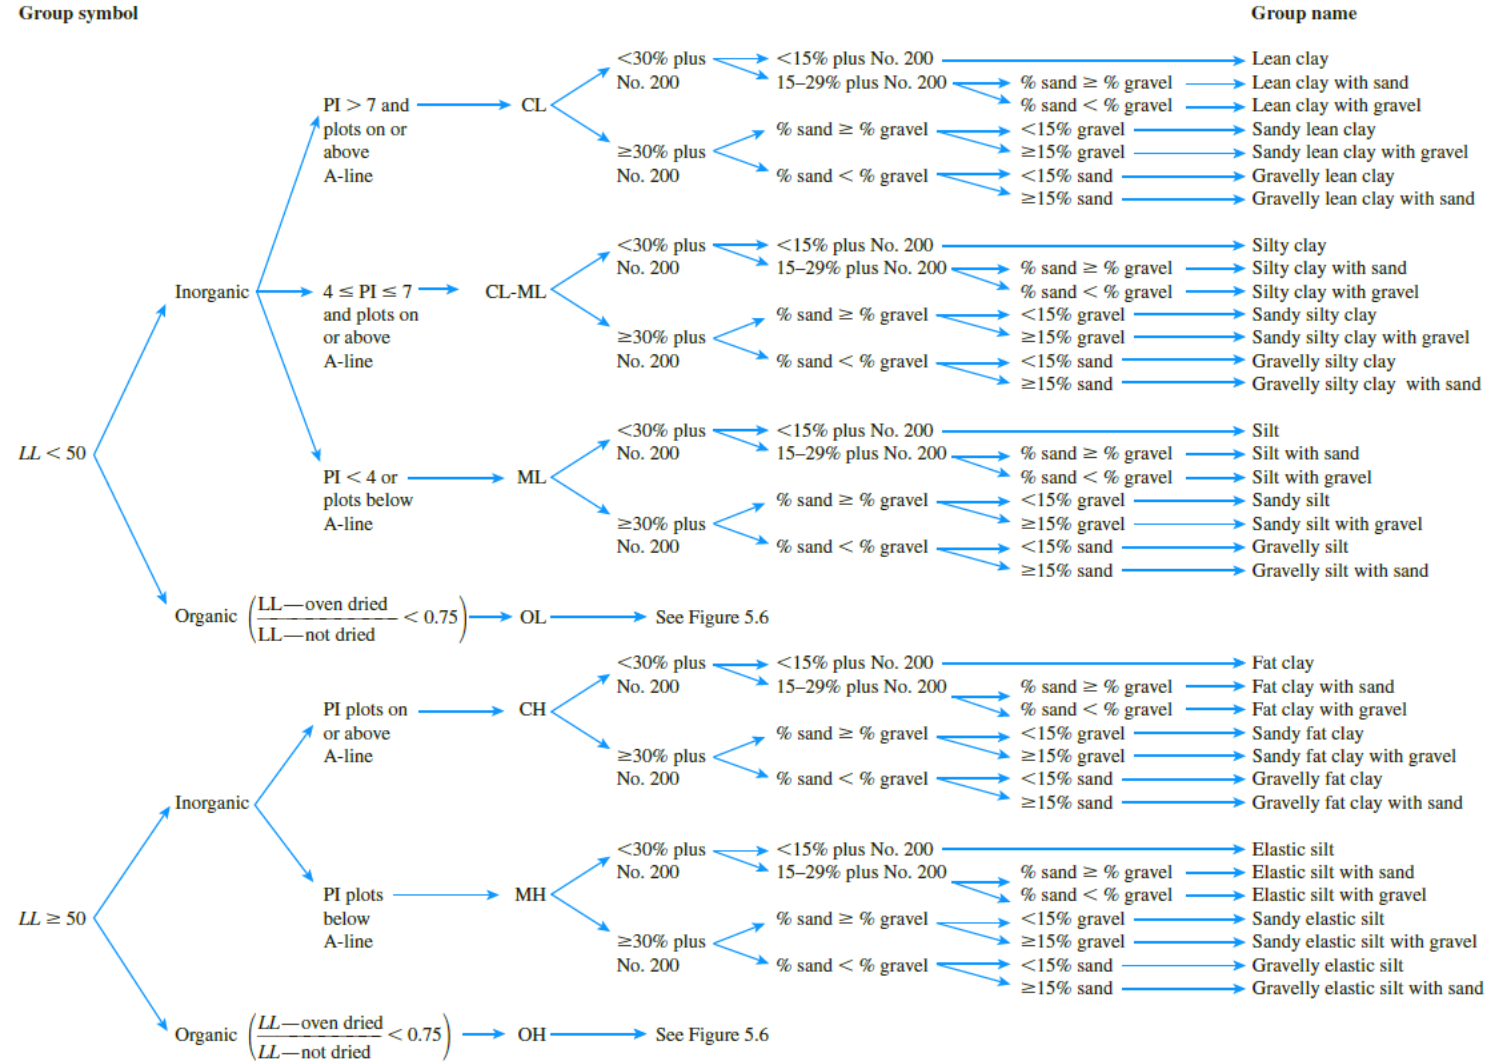 Group symbol Group name
<30% plus <15% plus No. 200 Lean clay
No. 200 15–29% plus No. 200 % sand ≥ % gravel Lean clay with sand
PI > 7 and CL % sand < % gravel Lean clay with gravel
plots on or % sand ≥ % gravel <15% gravel Sandy lean clay
above ≥30% plus ≥15% gravel Sandy lean clay with gravel
A-line No. 200 % sand < % gravel <15% sand Gravelly lean clay
≥15% sand Gravelly lean clay with sand
<30% plus <15% plus No. 200 Silty clay
No. 200 15–29% plus No. 200 % sand ≥ % gravel Silty clay with sand
Inorganic 4 ≤ PI ≤ 7 CL-ML % sand < % gravel Silty clay with gravel
and plots on % sand ≥ % gravel <15% gravel Sandy silty clay
or above ≥30% plus ≥15% gravel Sandy silty clay with gravel
A-line No. 200 % sand < % gravel <15% sand Gravelly silty clay
≥15% sand Gravelly silty clay with sand
<30% plus <15% plus No. 200 Silt
LL < 50 No. 200 15–29% plus No. 200 % sand ≥ % gravel Silt with sand
PI < 4 or ML % sand < % gravel Silt with gravel
plots below % sand ≥ % gravel <15% gravel Sandy silt
A-line ≥30% plus ≥15% gravel Sandy silt with gravel
No. 200 % sand < % gravel <15% sand Gravelly silt
≥15% sand Gravelly silt with sand
Organic (LL—oven dried / LL—not dried < 0.75) OL See Figure 5.6
<30% plus <15% plus No. 200 Fat clay
No. 200 15–29% plus No. 200 % sand ≥ % gravel Fat clay with sand
PI plots on CH % sand < % gravel Fat clay with gravel
or above % sand ≥ % gravel <15% gravel Sandy fat clay
A-line ≥30% plus ≥15% gravel Sandy fat clay with gravel
No. 200 % sand < % gravel <15% sand Gravelly fat clay
Inorganic ≥15% sand Gravelly fat clay with sand
<30% plus <15% plus No. 200 Elastic silt
No. 200 15–29% plus No. 200 % sand ≥ % gravel Elastic silt with sand
PI plots MH % sand < % gravel Elastic silt with gravel
LL ≥ 50 below % sand ≥ % gravel <15% gravel Sandy elastic silt
A-line ≥30% plus ≥15% gravel Sandy elastic silt with gravel
No. 200 % sand < % gravel <15% sand Gravelly elastic silt
≥15% sand Gravelly elastic silt with sand
Organic (LL—oven dried / LL—not dried < 0.75) OH See Figure 5.6